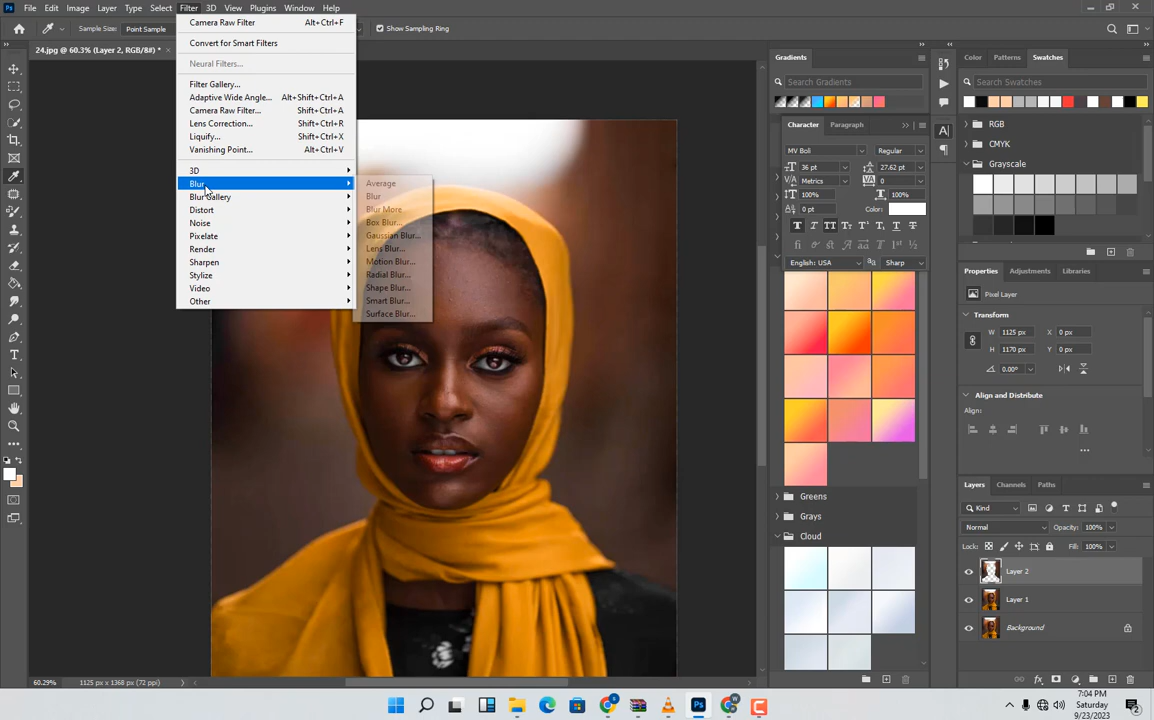 Ps File Edit Image Layer Type Select Filter 3D View Plugins Window Help
Sample Size: Point Sample
Show Sampling Ring
24.jpg @ 60.3% (Layer 2, RGB/8#) *
Camera Raw Filter Alt+Ctrl+F
Convert for Smart Filters
Neural Filters...
Filter Gallery...
Adaptive Wide Angle... Alt+Shift+Ctrl+A
Camera Raw Filter... Shift+Ctrl+A
Lens Correction... Shift+Ctrl+R
Liquify... Shift+Ctrl+X
Vanishing Point... Alt+Ctrl+V
3D
Blur
Blur Gallery
Distort
Noise
Pixelate
Render
Sharpen
Stylize
Video
Other
Average
Blur
Blur More
Box Blur...
Gaussian Blur...
Lens Blur...
Motion Blur...
Radial Blur...
Shape Blur...
Smart Blur...
Surface Blur...
Gradients
Search Gradients
Character Paragraph
MV Boli Regular
36 pt 27.62 pt
Metrics 0
100% 100%
0 pt Color:
English: USA Sharp
Greens
Grays
Cloud
Color Patterns Swatches
Search Swatches
RGB
CMYK
Grayscale
Properties Adjustments Libraries
Pixel Layer
Transform
W 1125 px X 0 px
H 1170 px Y 0 px
0.00°
Align and Distribute
Align:
Layers Channels Paths
Kind
Normal Opacity: 100%
Lock: Fill: 100%
Layer 2
Layer 1
Background
60.29% 1125 px x 1368 px (72 ppi)
Ps
7:04 PM
Saturday
9/23/2023
2